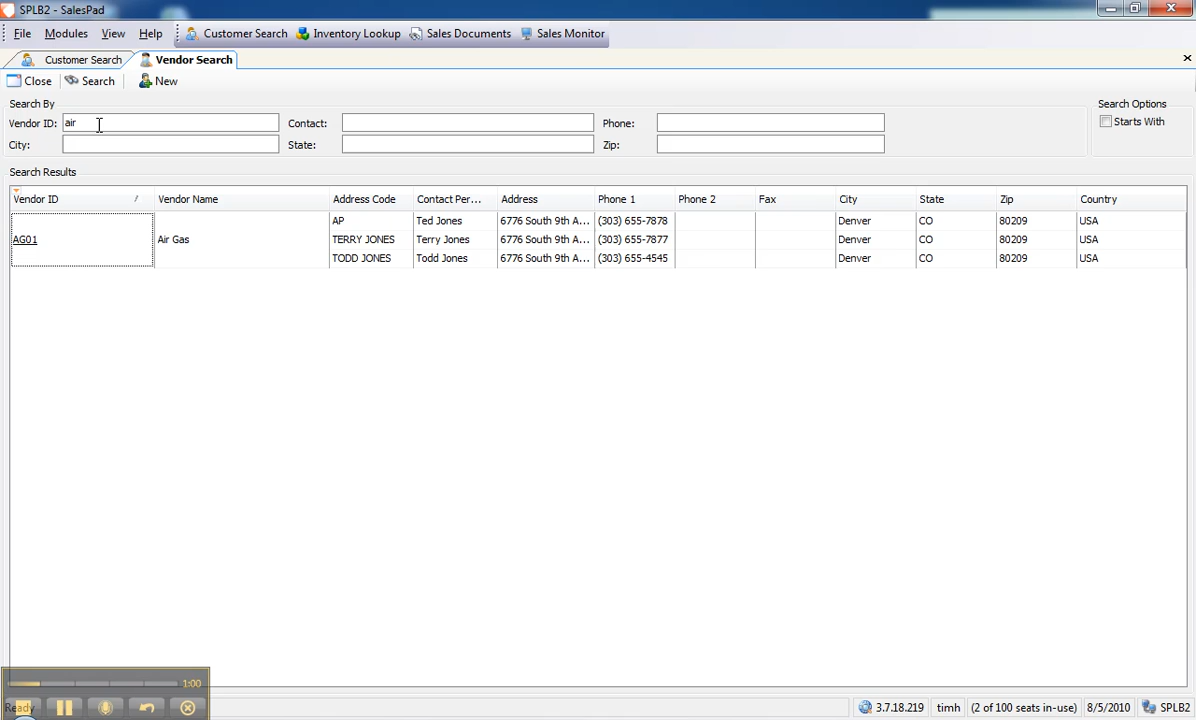 SPLB2 - SalesPad
File Modules View Help Customer Search Inventory Lookup Sales Documents Sales Monitor
Customer Search Vendor Search
Close Search New
Search By Search Options
Vendor ID: air Contact: Phone: Starts With
City: State: Zip:
Search Results
Vendor ID Vendor Name Address Code Contact Per... Address Phone 1 Phone 2 Fax City State Zip Country
AP Ted Jones 6776 South 9th A... (303) 655-7878 Denver CO 80209 USA
AG01 Air Gas TERRY JONES Terry Jones 6776 South 9th A... (303) 655-7877 Denver CO 80209 USA
TODD JONES Todd Jones 6776 South 9th A... (303) 655-4545 Denver CO 80209 USA
1:00
Ready 3.7.18.219 timh (2 of 100 seats in-use) 8/5/2010 SPLB2